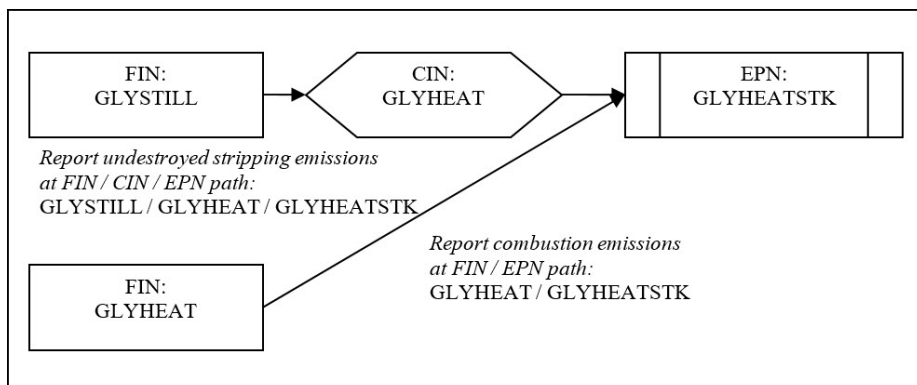 FIN:
GLYSTILL
CIN:
GLYHEAT
EPN:
GLYHEATSTK
Report undestroyed stripping emissions
at FIN / CIN / EPN path:
GLYSTILL / GLYHEAT / GLYHEATSTK
Report combustion emissions
at FIN / EPN path:
GLYHEAT / GLYHEATSTK
FIN:
GLYHEAT